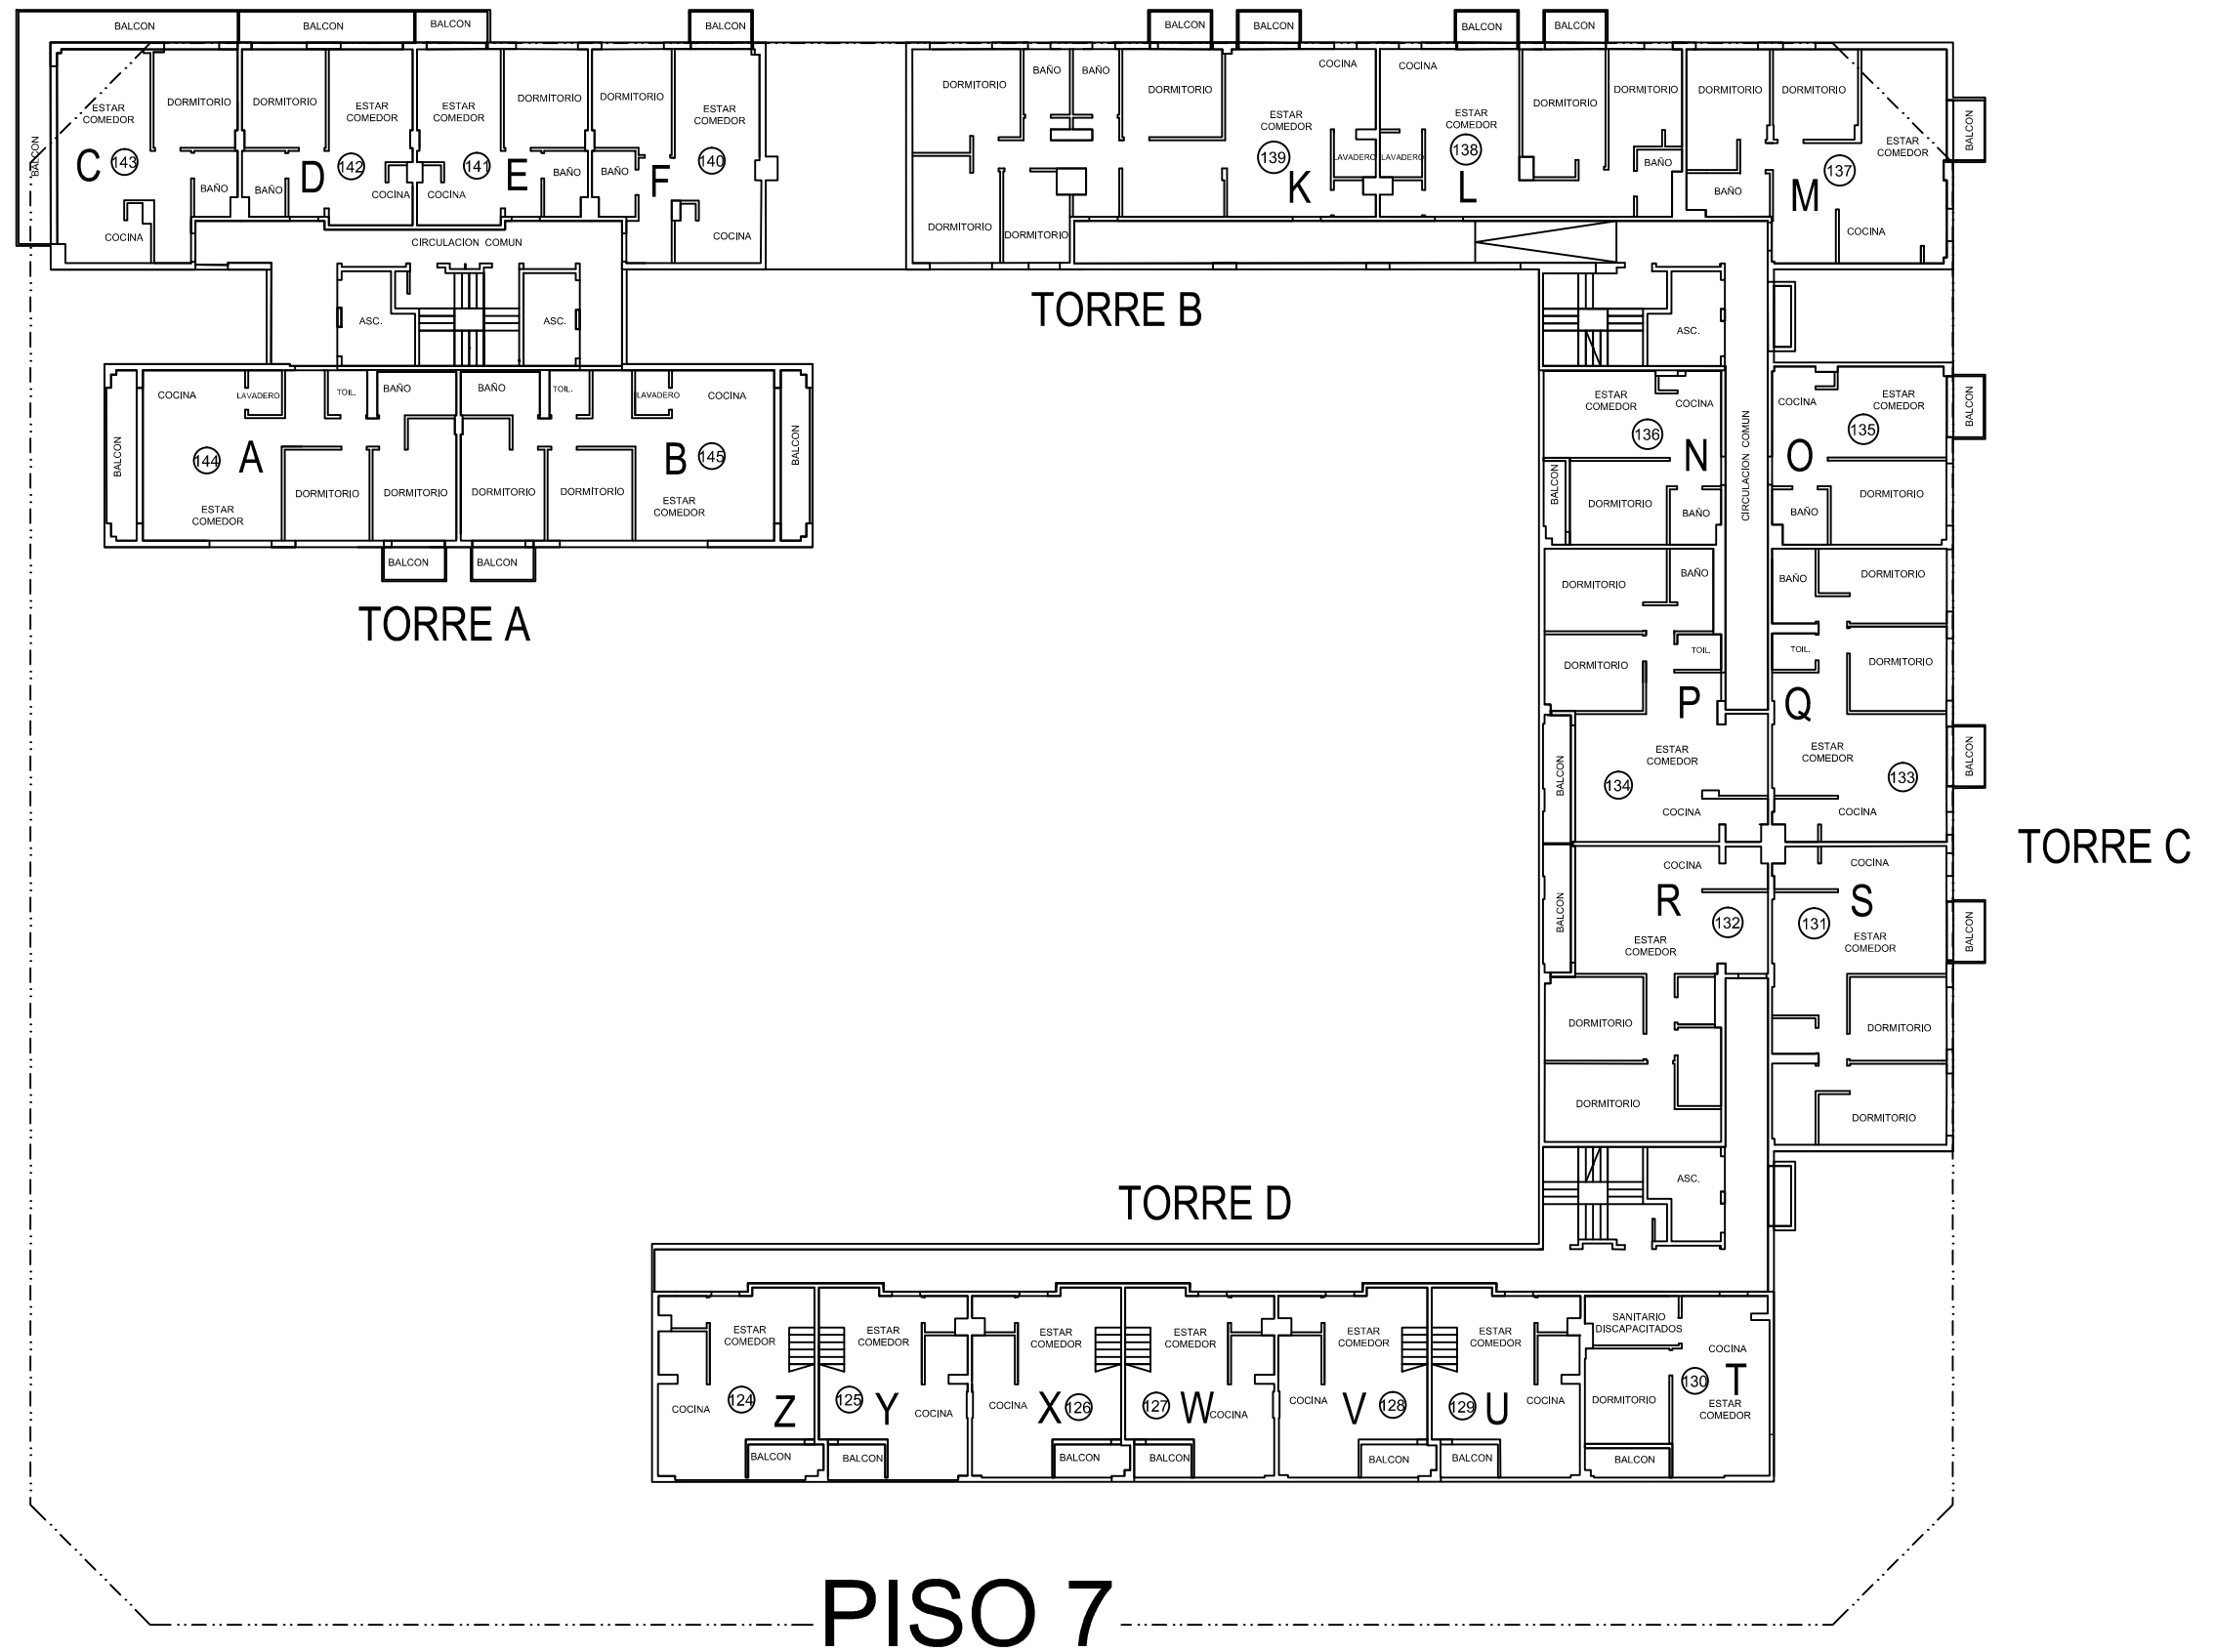 BALCON
BALCON
BALCON
BALCON
BALCON
BALCON
BALCON
BALCON
ESTAR
COMEDOR
DORMITORIO
DORMITORIO
ESTAR
COMEDOR
ESTAR
COMEDOR
DORMITORIO
DORMITORIO
ESTAR
COMEDOR
BALCON
C
143
D
142
141
E
F
140
BAÑO
BAÑO
COCINA
COCINA
BAÑO
BAÑO
COCINA
COCINA
CIRCULACION COMUN
ASC.
ASC.
DORMITORIO
BAÑO
BAÑO
DORMITORIO
COCINA
ESTAR
COMEDOR
139
LAVADERO
K
DORMITORIO
DORMITORIO
COCINA
ESTAR
COMEDOR
138
LAVADERO
L
DORMITORIO
DORMITORIO
BAÑO
DORMITORIO
DORMITORIO
BAÑO
ESTAR
COMEDOR
137
M
COCINA
BALCON
TORRE B
ASC.
COCINA
LAVADERO
TOIL.
BAÑO
BAÑO
TOIL.
LAVADERO
COCINA
BALCON
144
A
B
145
BALCON
ESTAR
COMEDOR
DORMITORIO
DORMITORIO
DORMITORIO
DORMITORIO
ESTAR
COMEDOR
BALCON
BALCON
TORRE A
ESTAR
COMEDOR
COCINA
136
N
BALCON
DORMITORIO
BAÑO
CIRCULACION COMUN
COCINA
ESTAR
COMEDOR
135
O
BALCON
DORMITORIO
BAÑO
DORMITORIO
BAÑO
BAÑO
DORMITORIO
DORMITORIO
TOIL.
TOIL.
DORMITORIO
P
Q
ESTAR
COMEDOR
ESTAR
COMEDOR
BALCON
134
133
BALCON
COCINA
COCINA
TORRE C
COCINA
COCINA
R
S
BALCON
132
131
BALCON
ESTAR
COMEDOR
ESTAR
COMEDOR
DORMITORIO
DORMITORIO
DORMITORIO
DORMITORIO
ASC.
TORRE D
ESTAR
COMEDOR
ESTAR
COMEDOR
ESTAR
COMEDOR
ESTAR
COMEDOR
ESTAR
COMEDOR
ESTAR
COMEDOR
SANITARIO
DISCAPACITADOS
COCINA
COCINA
124
Z
125
Y
COCINA
COCINA
X
126
127
W
COCINA
COCINA
V
128
129
U
COCINA
DORMITORIO
130
T
ESTAR
COMEDOR
BALCON
BALCON
BALCON
BALCON
BALCON
BALCON
BALCON
PISO 7